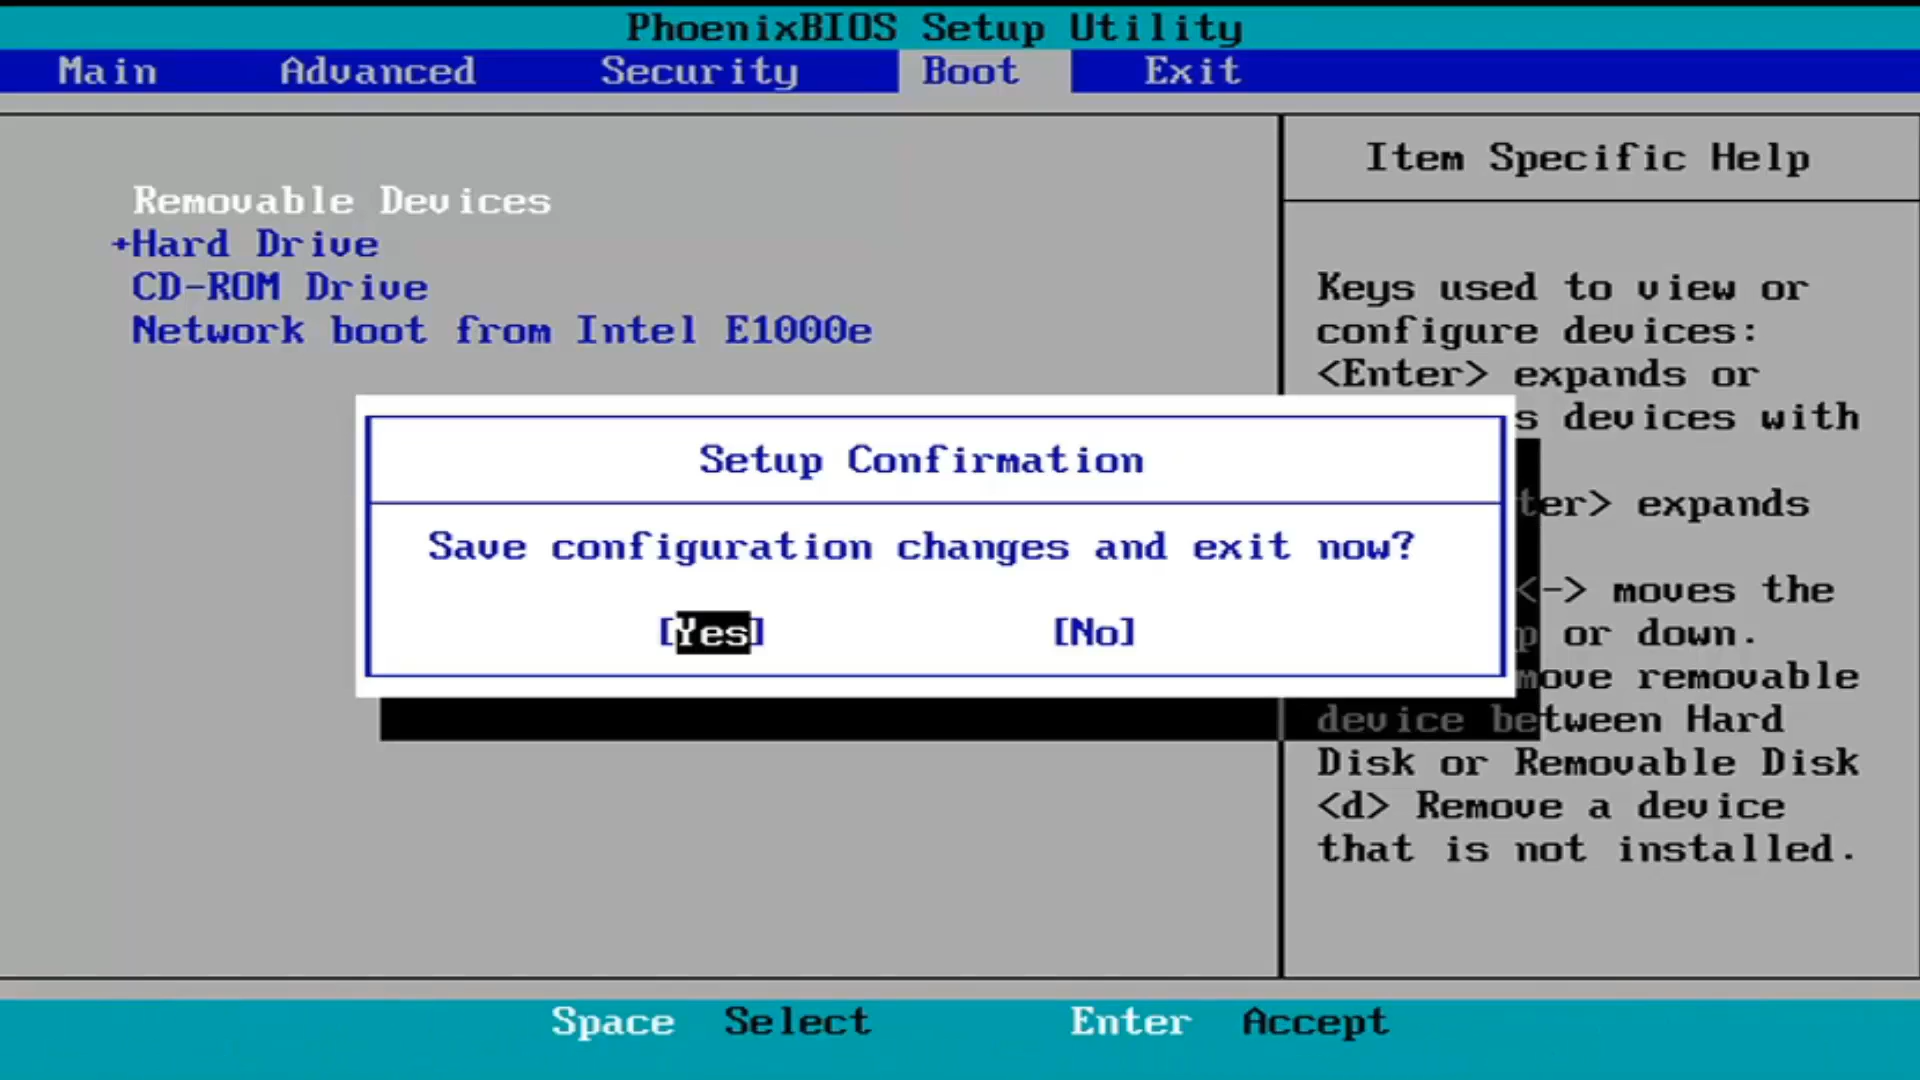 PhoenixBIOS Setup Utility
Main Advanced Security Boot Exit
Removable Devices
+Hard Drive
CD-ROM Drive
Network boot from Intel E1000e
Item Specific Help
Keys used to view or
configure devices:
<Enter> expands or
s devices with
ter> expands
<-> moves the
p or down.
move removable
device between Hard
Disk or Removable Disk
<d> Remove a device
that is not installed.
Setup Confirmation
Save configuration changes and exit now?
[Yes] [No]
Space Select Enter Accept